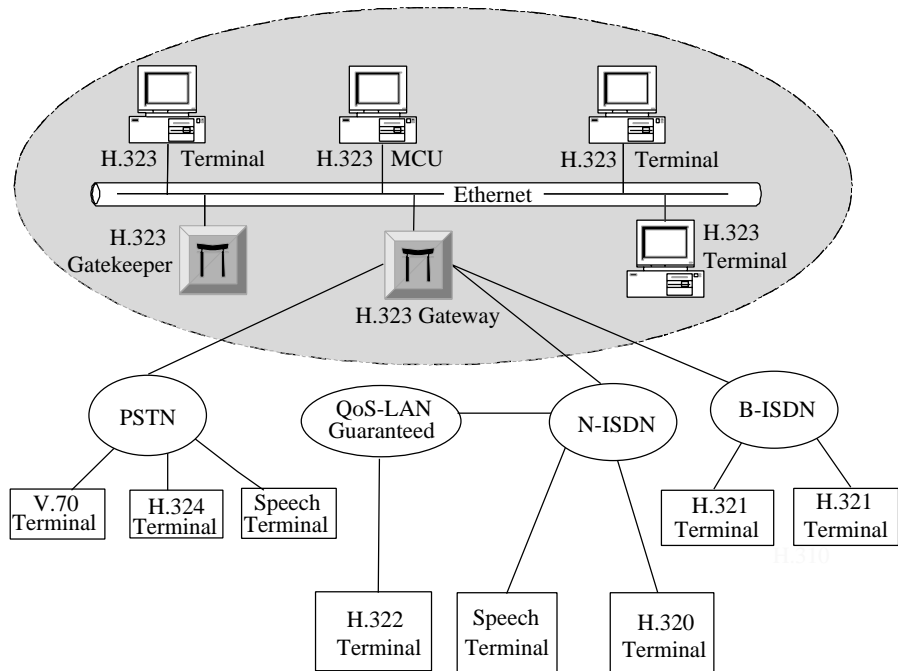 H.323 Terminal
H.323 MCU
H.323 Terminal
Ethernet
H.323
Gatekeeper
H.323 Gateway
H.323
Terminal
PSTN
QoS-LAN
Guaranteed
N-ISDN
B-ISDN
V.70
Terminal
H.324
Terminal
Speech
Terminal
H.321
Terminal
H.321
Terminal
H.310
H.322
Terminal
Speech
Terminal
H.320
Terminal